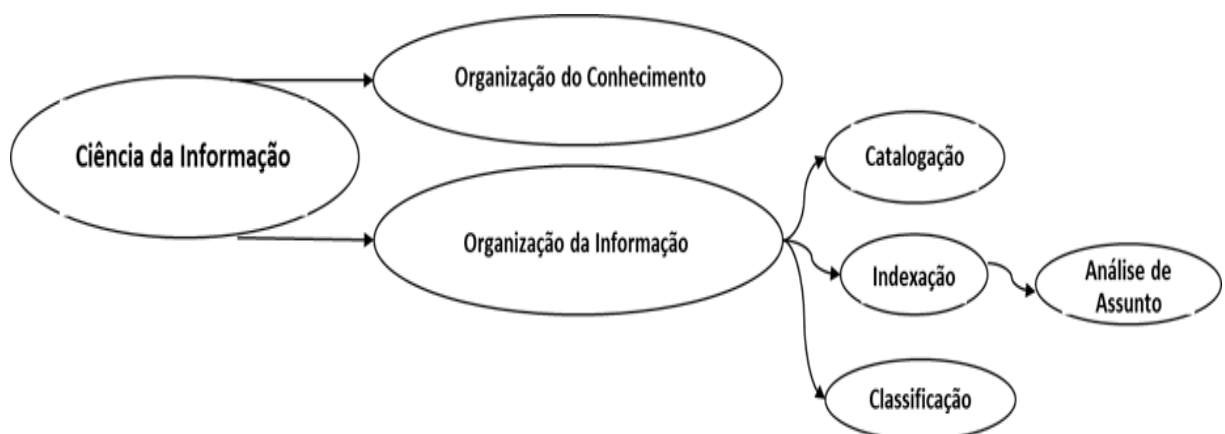 Organização do Conhecimento
Ciência da Informação
Catalogação
Organização da Informação
Indexação
Análise de
Assunto
Classificação